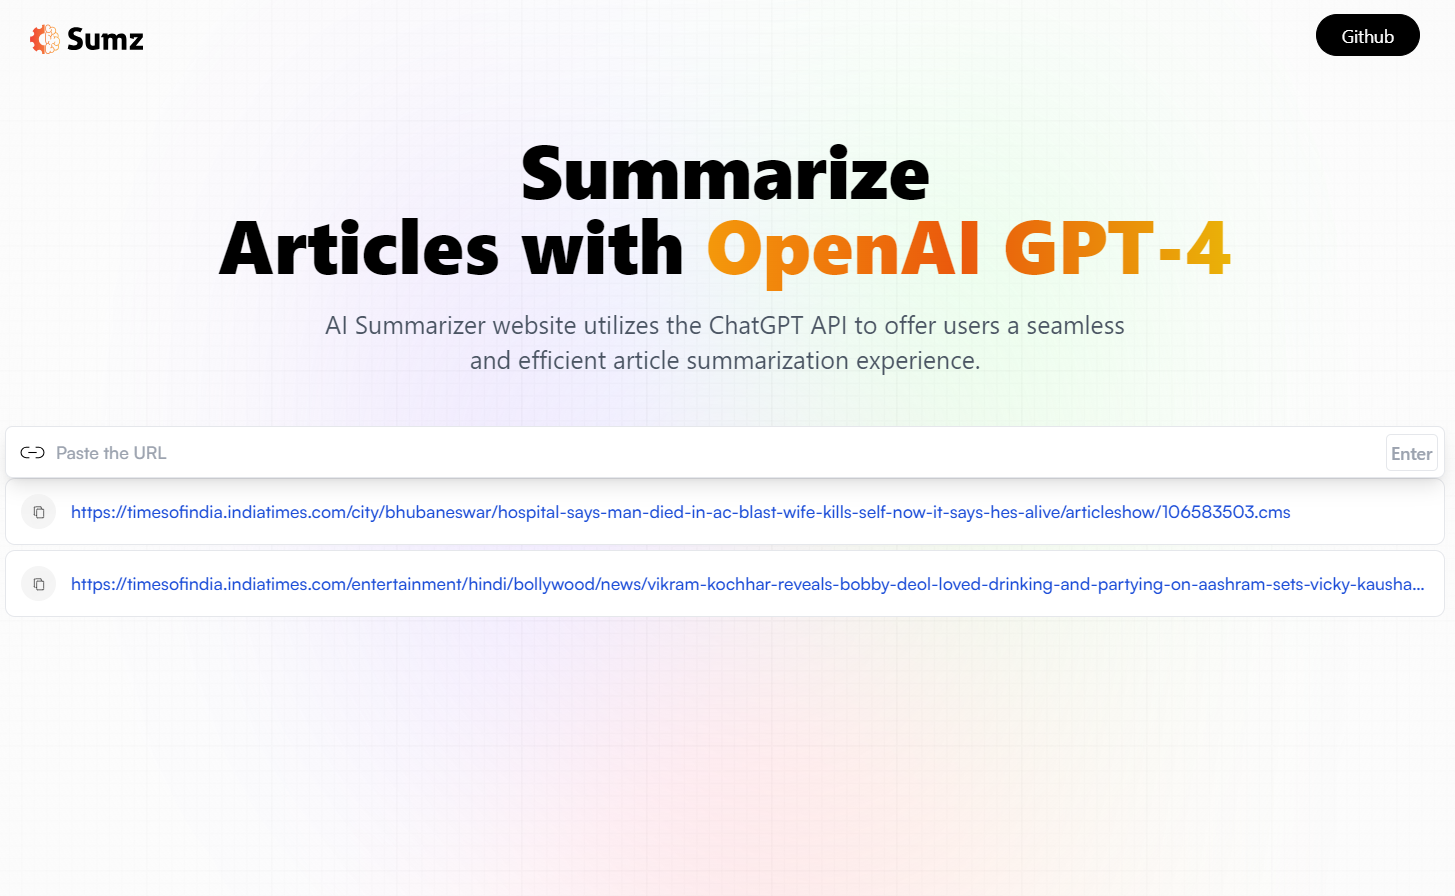 Sumz
Github
Summarize
Articles with OpenAI GPT-4
AI Summarizer website utilizes the ChatGPT API to offer users a seamless
and efficient article summarization experience.
Paste the URL
Enter
https://timesofindia.indiatimes.com/city/bhubaneswar/hospital-says-man-died-in-ac-blast-wife-kills-self-now-it-says-hes-alive/articleshow/106583503.cms
https://timesofindia.indiatimes.com/entertainment/hindi/bollywood/news/vikram-kochhar-reveals-bobby-deol-loved-drinking-and-partying-on-aashram-sets-vicky-kausha...